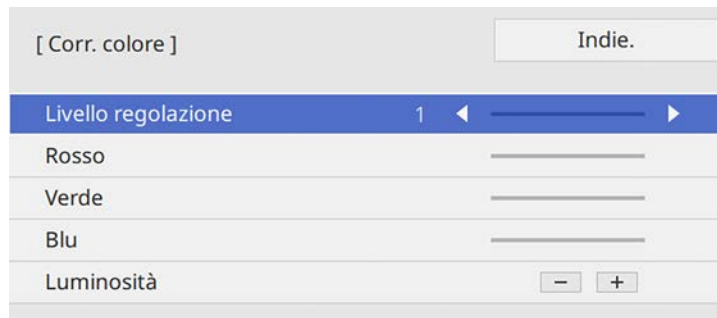 [ Corr. colore ]
Indie.
Livello regolazione 1
Rosso
Verde
Blu
Luminosità − +